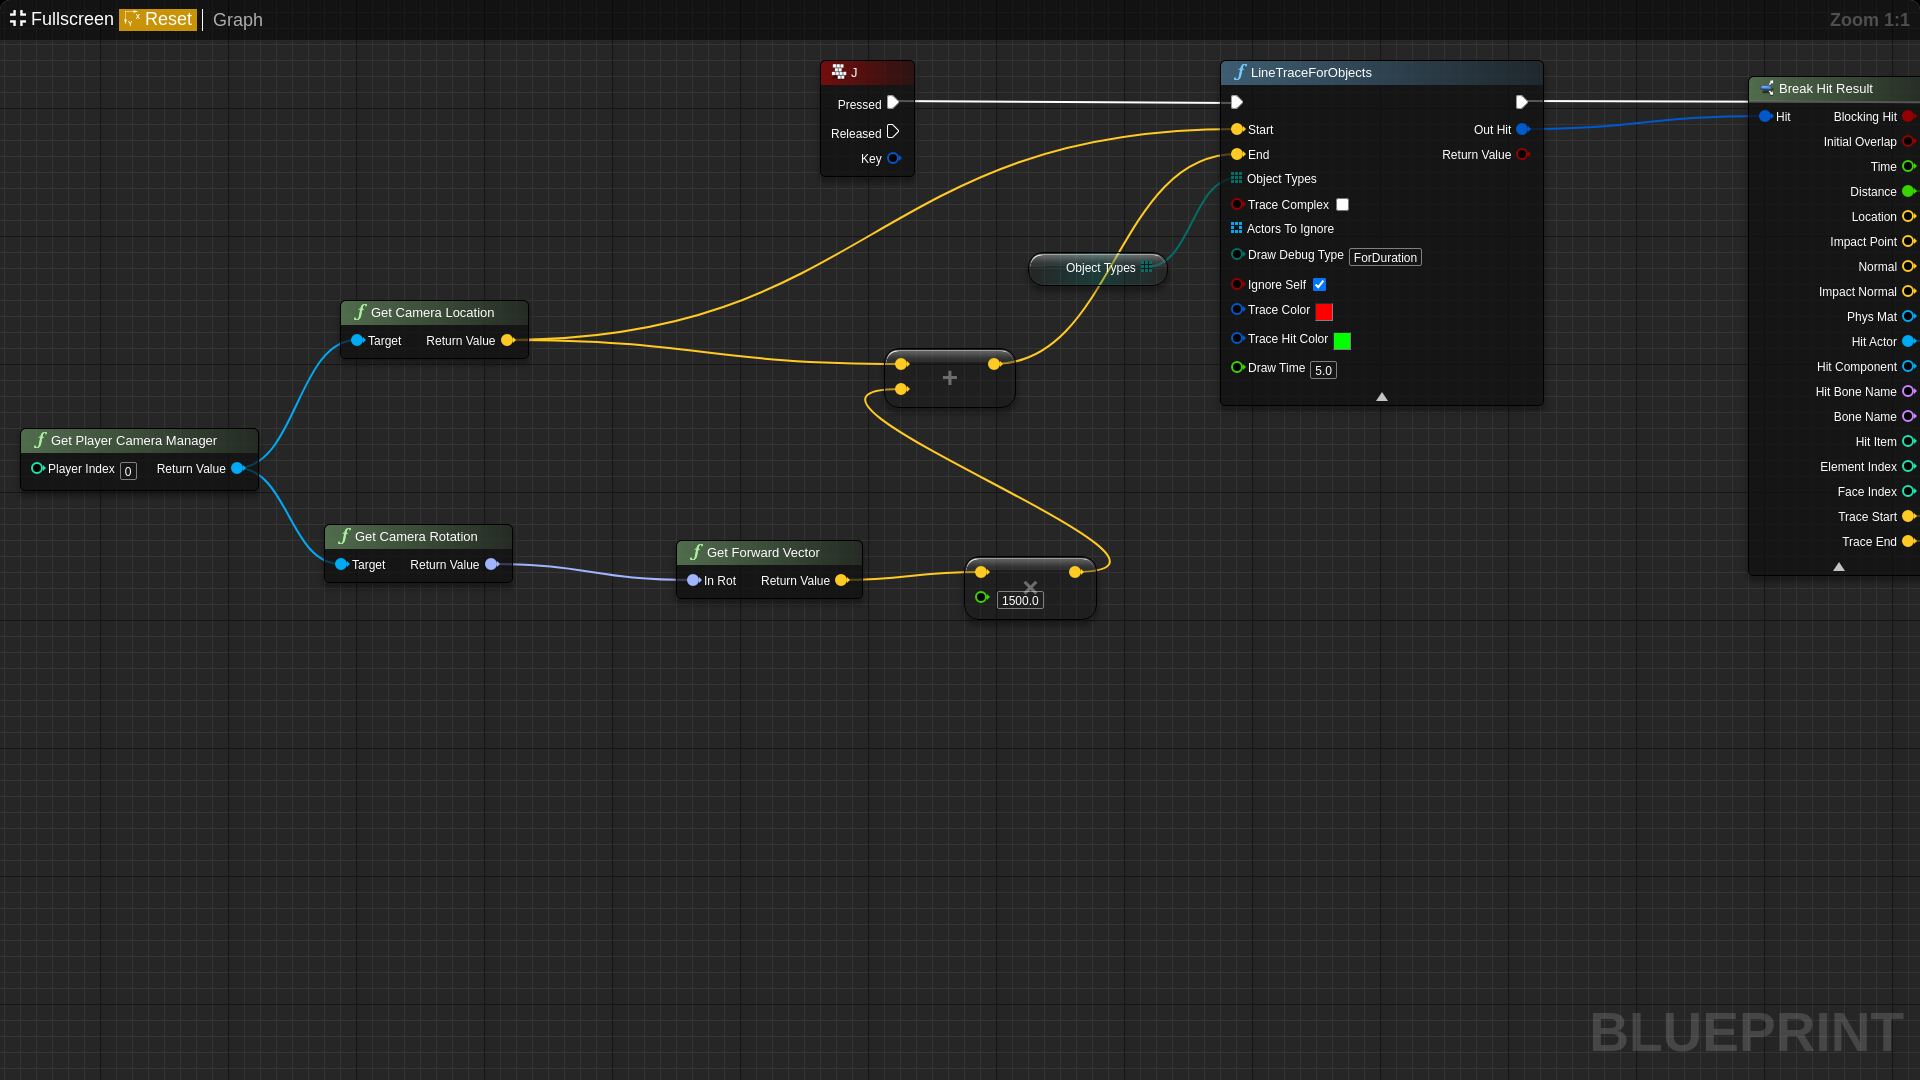 Fullscreen Reset Graph
Zoom 1:1
J
Pressed
Released
Key
LineTraceForObjects
Start
Out Hit
End
Return Value
Object Types
Trace Complex
Actors To Ignore
Draw Debug Type ForDuration
Ignore Self
Trace Color
Trace Hit Color
Draw Time 5.0
Break Hit Result
Hit
Blocking Hit
Initial Overlap
Time
Distance
Location
Impact Point
Normal
Impact Normal
Phys Mat
Hit Actor
Hit Component
Hit Bone Name
Bone Name
Hit Item
Element Index
Face Index
Trace Start
Trace End
Object Types
Get Camera Location
Target Return Value
+
Get Player Camera Manager
Player Index 0 Return Value
Get Camera Rotation
Target Return Value
Get Forward Vector
In Rot Return Value
×
1500.0
BLUEPRINT